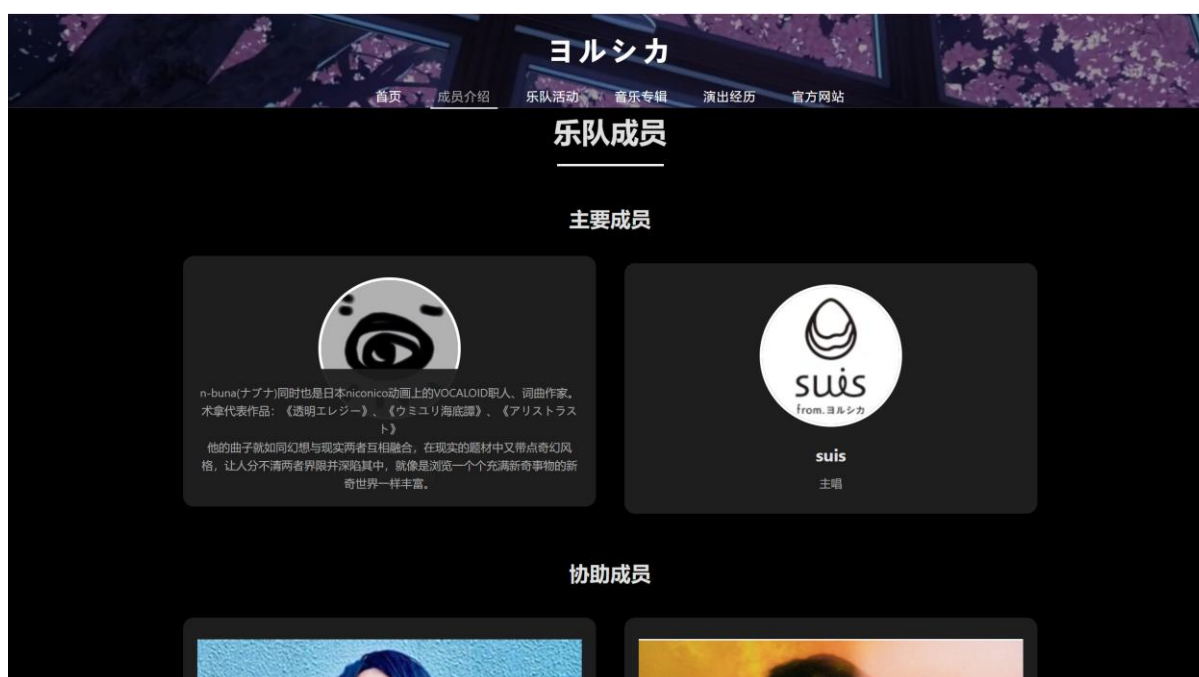 ヨルシカ
首页 成员介绍 乐队活动 音乐专辑 演出经历 官方网站
乐队成员
主要成员
n-buna(ナブナ)同时也是日本niconico动画上的VOCALOID职人、词曲作家。
术拿代表作品：《透明エレジー》、《ウミユリ海底譚》、《アリストラス
ト》
他的曲子就如同幻想与现实两者互相融合，在现实的题材中又带点奇幻风
格，让人分不清两者界限并深陷其中，就像是浏览一个个充满新奇事物的新
奇世界一样丰富。
suis
from.ヨルシカ
suis
主唱
协助成员